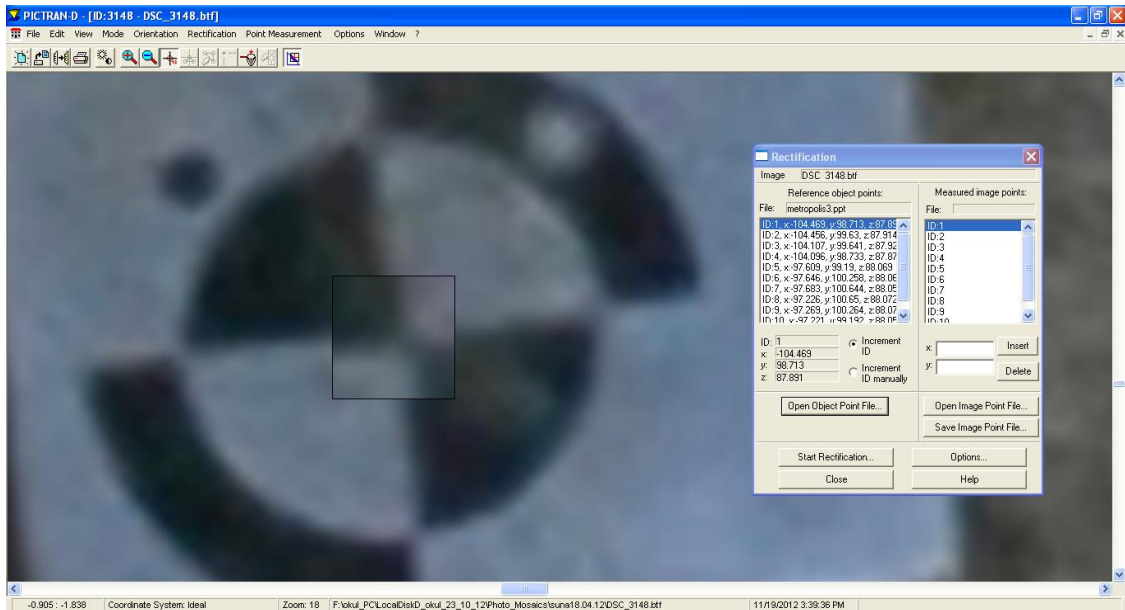 PICTRAN-D - [ID:3148 - DSC_3148.btf]
File Edit View Mode Orientation Rectification Point Measurement Options Window ?
Rectification
Image DSC_3148.btf
Reference object points:
File: metropolis3.ppt
ID:1, x:-104.469, y:98.713, z:87.89
ID:2, x:-104.456, y:99.63, z:87.914
ID:3, x:-104.107, y:99.641, z:87.92
ID:4, x:-104.096, y:98.733, z:87.87
ID:5, x:-97.609, y:99.19, z:88.069
ID:6, x:-97.646, y:100.258, z:88.06
ID:7, x:-97.683, y:100.644, z:88.05
ID:8, x:-97.226, y:100.65, z:88.072
ID:9, x:-97.269, y:100.264, z:88.07
ID:10, x:-97.221, y:99.192, z:88.05
Measured image points:
File:
ID:1
ID:2
ID:3
ID:4
ID:5
ID:6
ID:7
ID:8
ID:9
ID:10
ID: 1
x: -104.469
y: 98.713
z: 87.891
Increment ID
Increment ID manually
x:
y:
Insert
Delete
Open Object Point File...
Open Image Point File...
Save Image Point File...
Start Rectification...
Options...
Close
Help
-0.905 : -1.838 Coordinate System: Ideal Zoom: 18 F:\okul_PC\LocalDiskD_okul_23_10_12\Photo_Mosaics\suna18.04.12\DSC_3148.btf 11/19/2012 3:39:36 PM